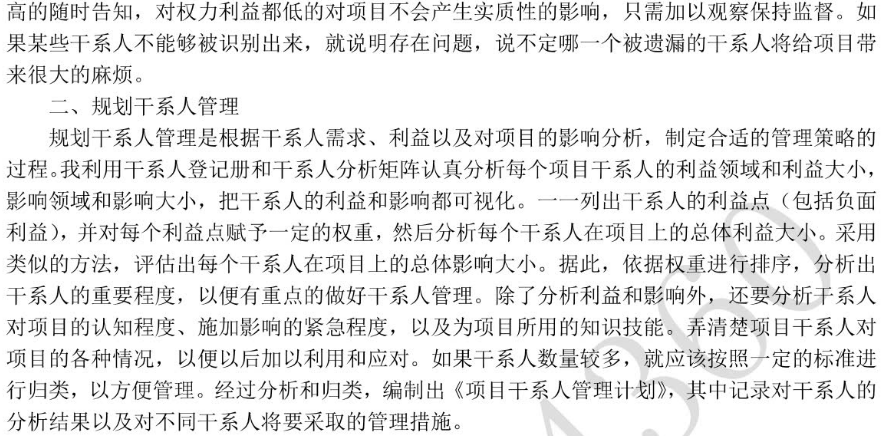 高的随时告知，对权力利益都低的对项目不会产生实质性的影响，只需加以观察保持监督。如
果某些干系人不能够被识别出来，就说明存在问题，说不定哪一个被遗漏的干系人将给项目带
来很大的麻烦。
二、规划干系人管理
规划干系人管理是根据干系人需求、利益以及对项目的影响分析，制定合适的管理策略的
过程。我利用干系人登记册和干系人分析矩阵认真分析每个项目干系人的利益领域和利益大小，
影响领域和影响大小，把干系人的利益和影响都可视化。一一列出干系人的利益点（包括负面
利益），并对每个利益点赋予一定的权重，然后分析每个干系人在项目上的总体利益大小。采用
类似的方法，评估出每个干系人在项目上的总体影响大小。据此，依据权重进行排序，分析出
干系人的重要程度，以便有重点的做好干系人管理。除了分析利益和影响外，还要分析干系人
对项目的认知程度、施加影响的紧急程度，以及为项目所用的知识技能。弄清楚项目干系人对
项目的各种情况，以便以后加以利用和应对。如果干系人数量较多，就应该按照一定的标准进
行归类，以方便管理。经过分析和归类，编制出《项目干系人管理计划》，其中记录对干系人的
分析结果以及对不同干系人将要采取的管理措施。